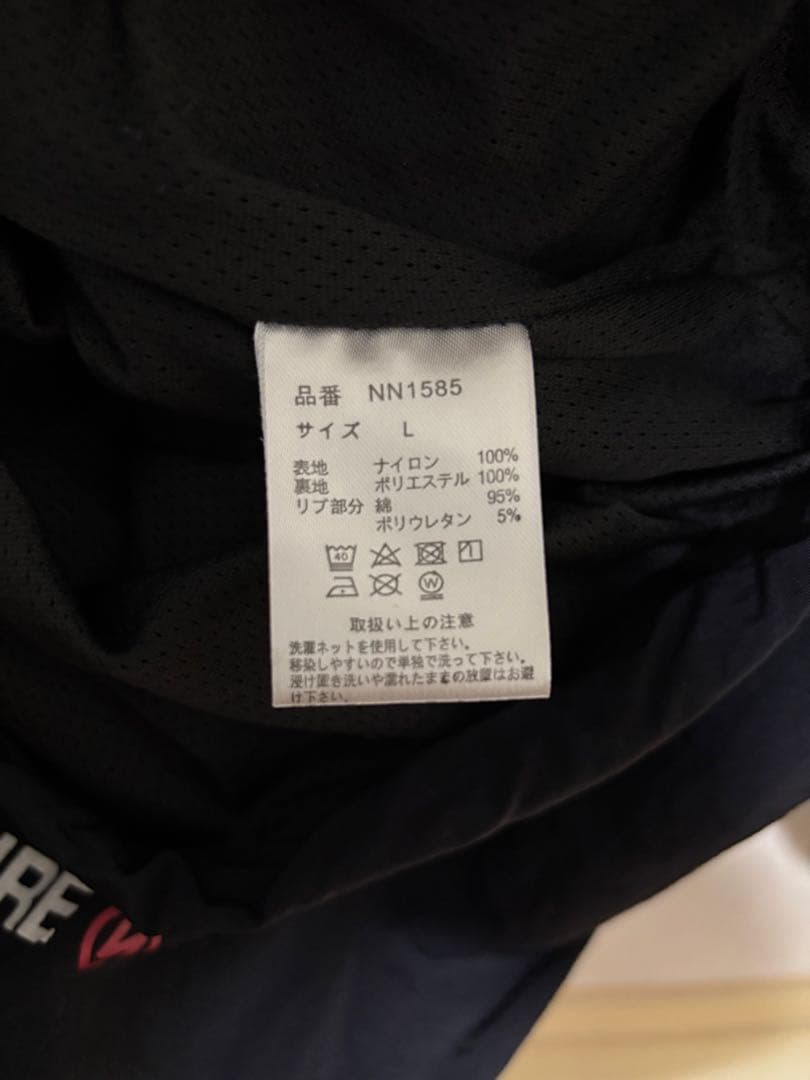 品番 NN1585
サイズ L
表地 ナイロン 100%
裏地 ポリエステル 100%
リブ部分 綿 95%
ポリウレタン 5%
40
W
取扱い上の注意
洗濯ネットを使用して下さい。
移染しやすいので単独で洗って下さい。
浸け置き洗いや濡れたままの放置はお避
け下さい。
RE